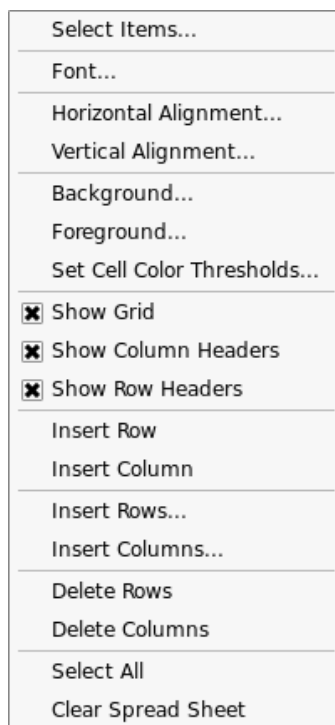 Select Items...
Font...
Horizontal Alignment...
Vertical Alignment...
Background...
Foreground...
Set Cell Color Thresholds...
Show Grid
Show Column Headers
Show Row Headers
Insert Row
Insert Column
Insert Rows...
Insert Columns...
Delete Rows
Delete Columns
Select All
Clear Spread Sheet